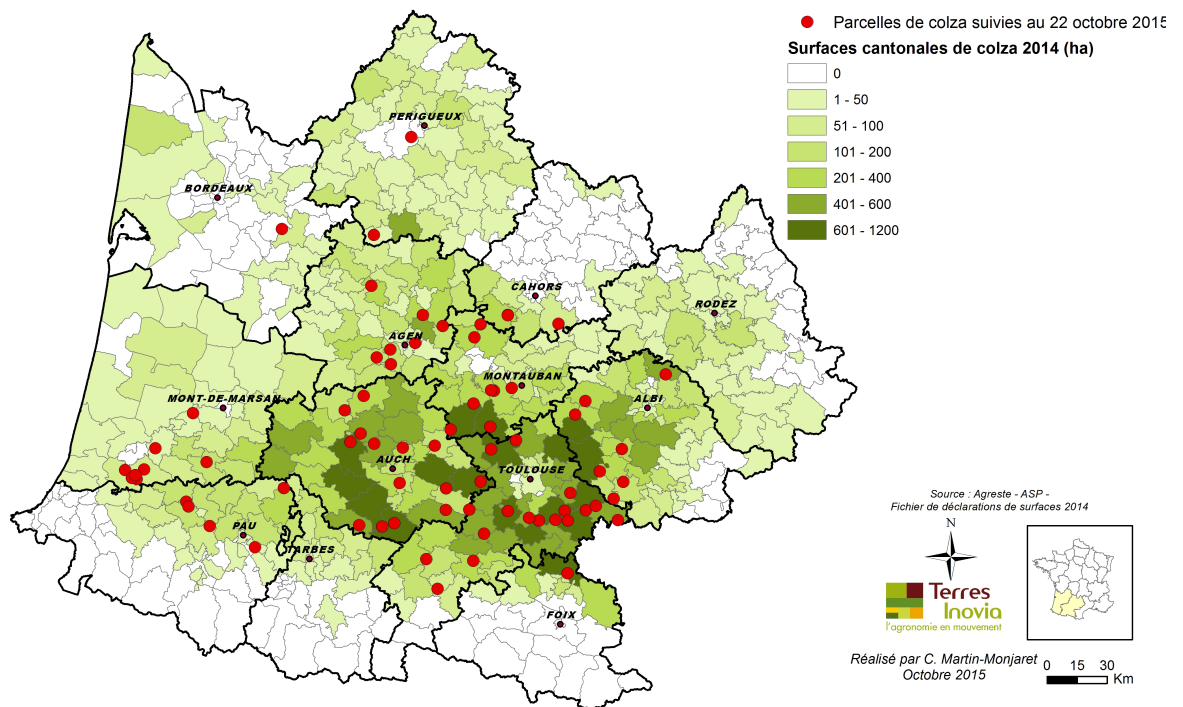 Parcelles de colza suivies au 22 octobre 2015
Surfaces cantonales de colza 2014 (ha)
0
1 - 50
51 - 100
101 - 200
201 - 400
401 - 600
601 - 1200
PERIGUEUX
BORDEAUX
CAHORS
RODEZ
AGEN
MONTAUBAN
MONT-DE-MARSAN
ALBI
AUCH
TOULOUSE
PAU
TARBES
FOIX
Source : Agreste - ASP -
Fichier de déclarations de surfaces 2014
N
Terres
Inovia
l'agronomie en mouvement
Réalisé par C. Martin-Monjaret
Octobre 2015
0 15 30
Km